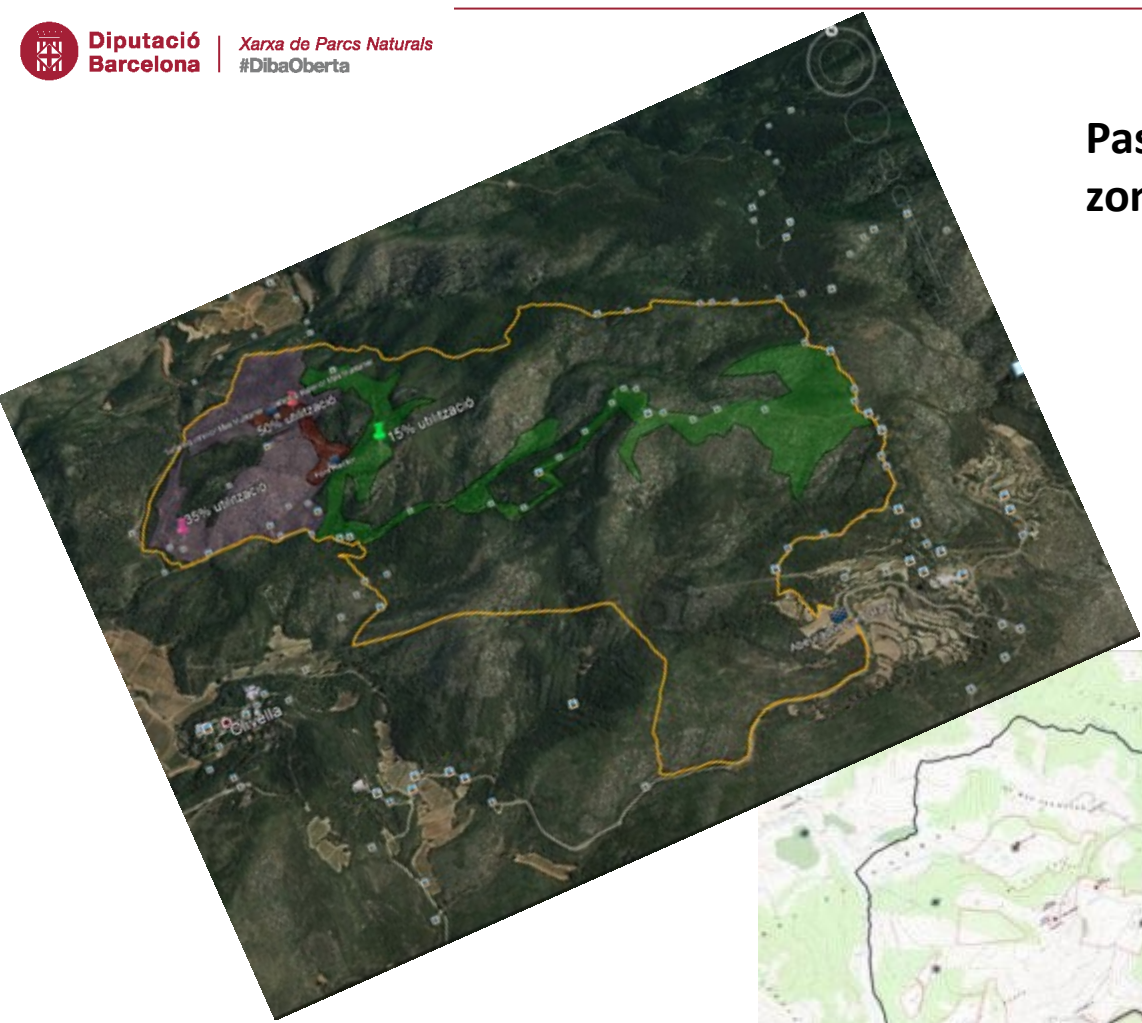 Diputació
Barcelona
Xarxa de Parcs Naturals
#DibaOberta
Pas
zon
50% utilització
15% utilització
35% utilització
Olivella